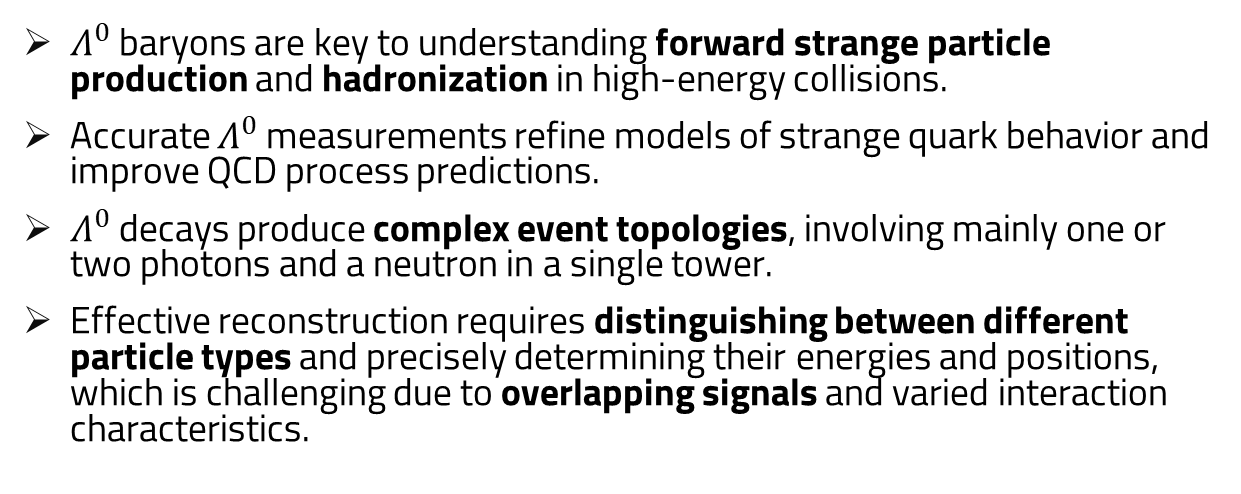 ➢ Λ⁰ baryons are key to understanding forward strange particle
production and hadronization in high-energy collisions.
➢ Accurate Λ⁰ measurements refine models of strange quark behavior and
improve QCD process predictions.
➢ Λ⁰ decays produce complex event topologies, involving mainly one or
two photons and a neutron in a single tower.
➢ Effective reconstruction requires distinguishing between different
particle types and precisely determining their energies and positions,
which is challenging due to overlapping signals and varied interaction
characteristics.